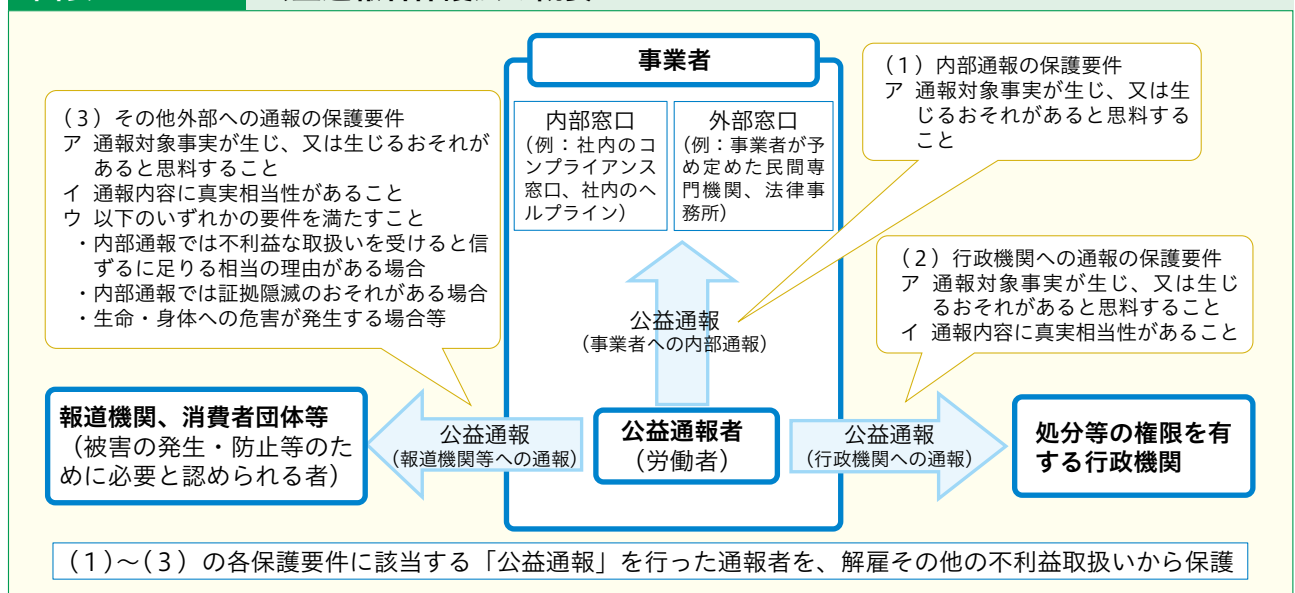 事業者
内部窓口
(例：社内のコ
ンプライアンス
窓口、社内のヘ
ルプライン)
外部窓口
(例：事業者が予
め定めた民間専
門機関、法律事
務所)
(1) 内部通報の保護要件
ア 通報対象事実が生じ、又は生
じるおそれがあると思料する
こと
(3) その他外部への通報の保護要件
ア 通報対象事実が生じ、又は生じるおそれが
あると思料すること
イ 通報内容に真実相当性があること
ウ 以下のいずれかの要件を満たすこと
・内部通報では不利益な取扱いを受けると信
ずるに足りる相当の理由がある場合
・内部通報では証拠隠滅のおそれがある場合
・生命・身体への危害が発生する場合等
(2) 行政機関への通報の保護要件
ア 通報対象事実が生じ、又は生じ
るおそれがあると思料すること
イ 通報内容に真実相当性があること
公益通報
(事業者への内部通報)
報道機関、消費者団体等
(被害の発生・防止等のた
めに必要と認められる者)
公益通報
(報道機関等への通報)
公益通報者
(労働者)
公益通報
(行政機関への通報)
処分等の権限を有
する行政機関
(1)～(3) の各保護要件に該当する「公益通報」を行った通報者を、解雇その他の不利益取扱いから保護